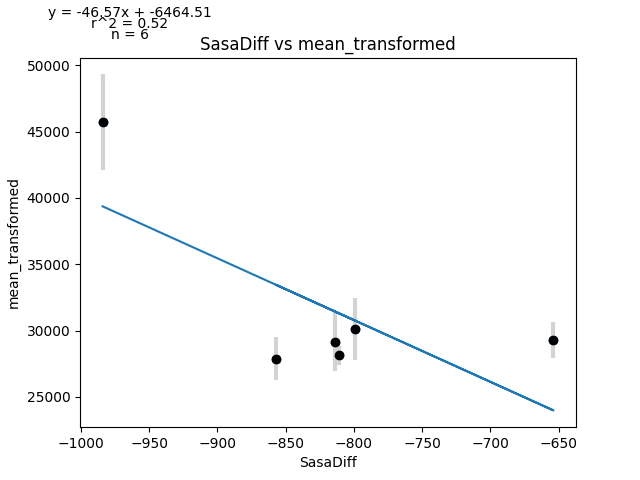 y = -46.57x + -6464.51
r^2 = 0.52
n = 6
SasaDiff vs mean_transformed
50000
45000
40000
35000
30000
25000
mean_transformed
−1000
−950
−900
−850
−800
−750
−700
−650
SasaDiff